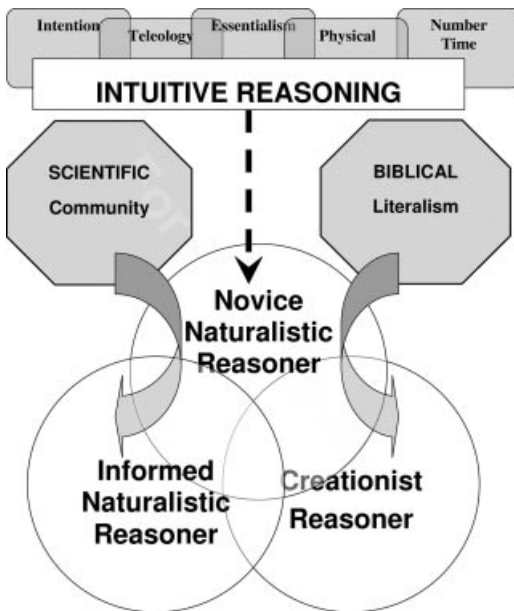 Intention
Teleology
Essentialism
Physical
Number
Time
INTUITIVE REASONING
SCIENTIFIC
Community
BIBLICAL
Literalism
Novice
Naturalistic
Reasoner
Informed
Naturalistic
Reasoner
Creationist
Reasoner